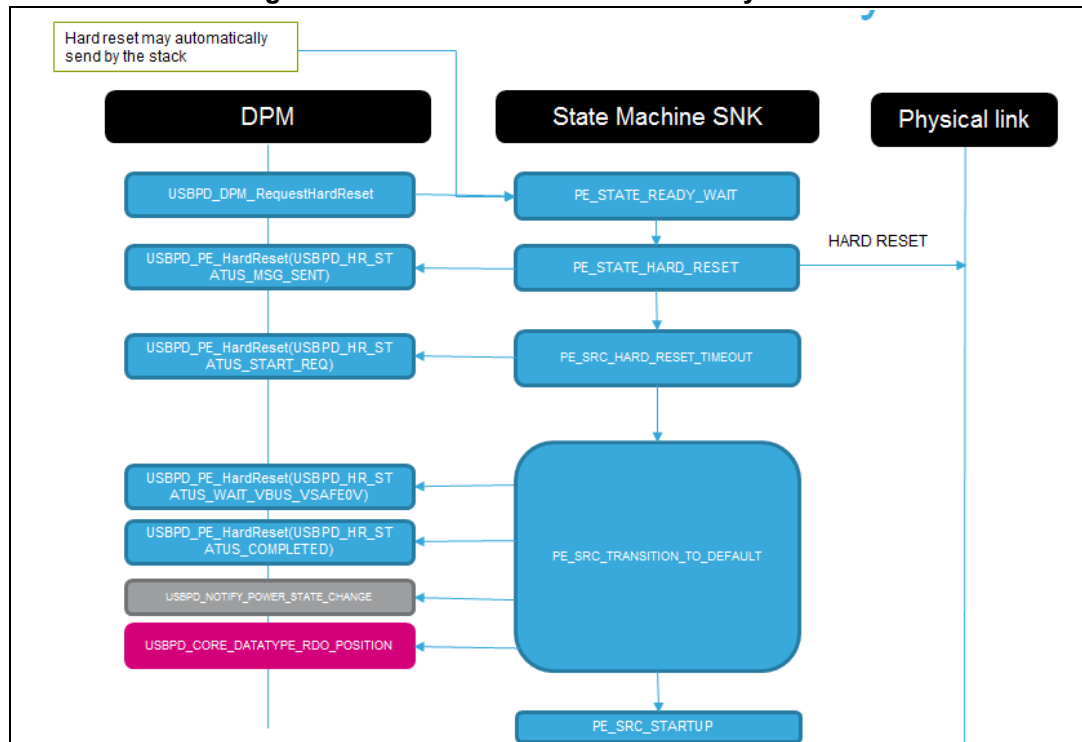 Hard reset may automatically
send by the stack
DPM
State Machine SNK
Physical link
USBPD_DPM_RequestHardReset
PE_STATE_READY_WAIT
HARD RESET
USBPD_PE_HardReset(USBPD_HR_ST
ATUS_MSG_SENT)
PE_STATE_HARD_RESET
USBPD_PE_HardReset(USBPD_HR_ST
ATUS_START_REQ)
PE_SRC_HARD_RESET_TIMEOUT
USBPD_PE_HardReset(USBPD_HR_ST
ATUS_WAIT_VBUS_VSAFE0V)
USBPD_PE_HardReset(USBPD_HR_ST
ATUS_COMPLETED)
PE_SRC_TRANSITION_TO_DEFAULT
USBPD_NOTIFY_POWER_STATE_CHANGE
USBPD_CORE_DATATYPE_RDO_POSITION
PE_SRC_STARTUP